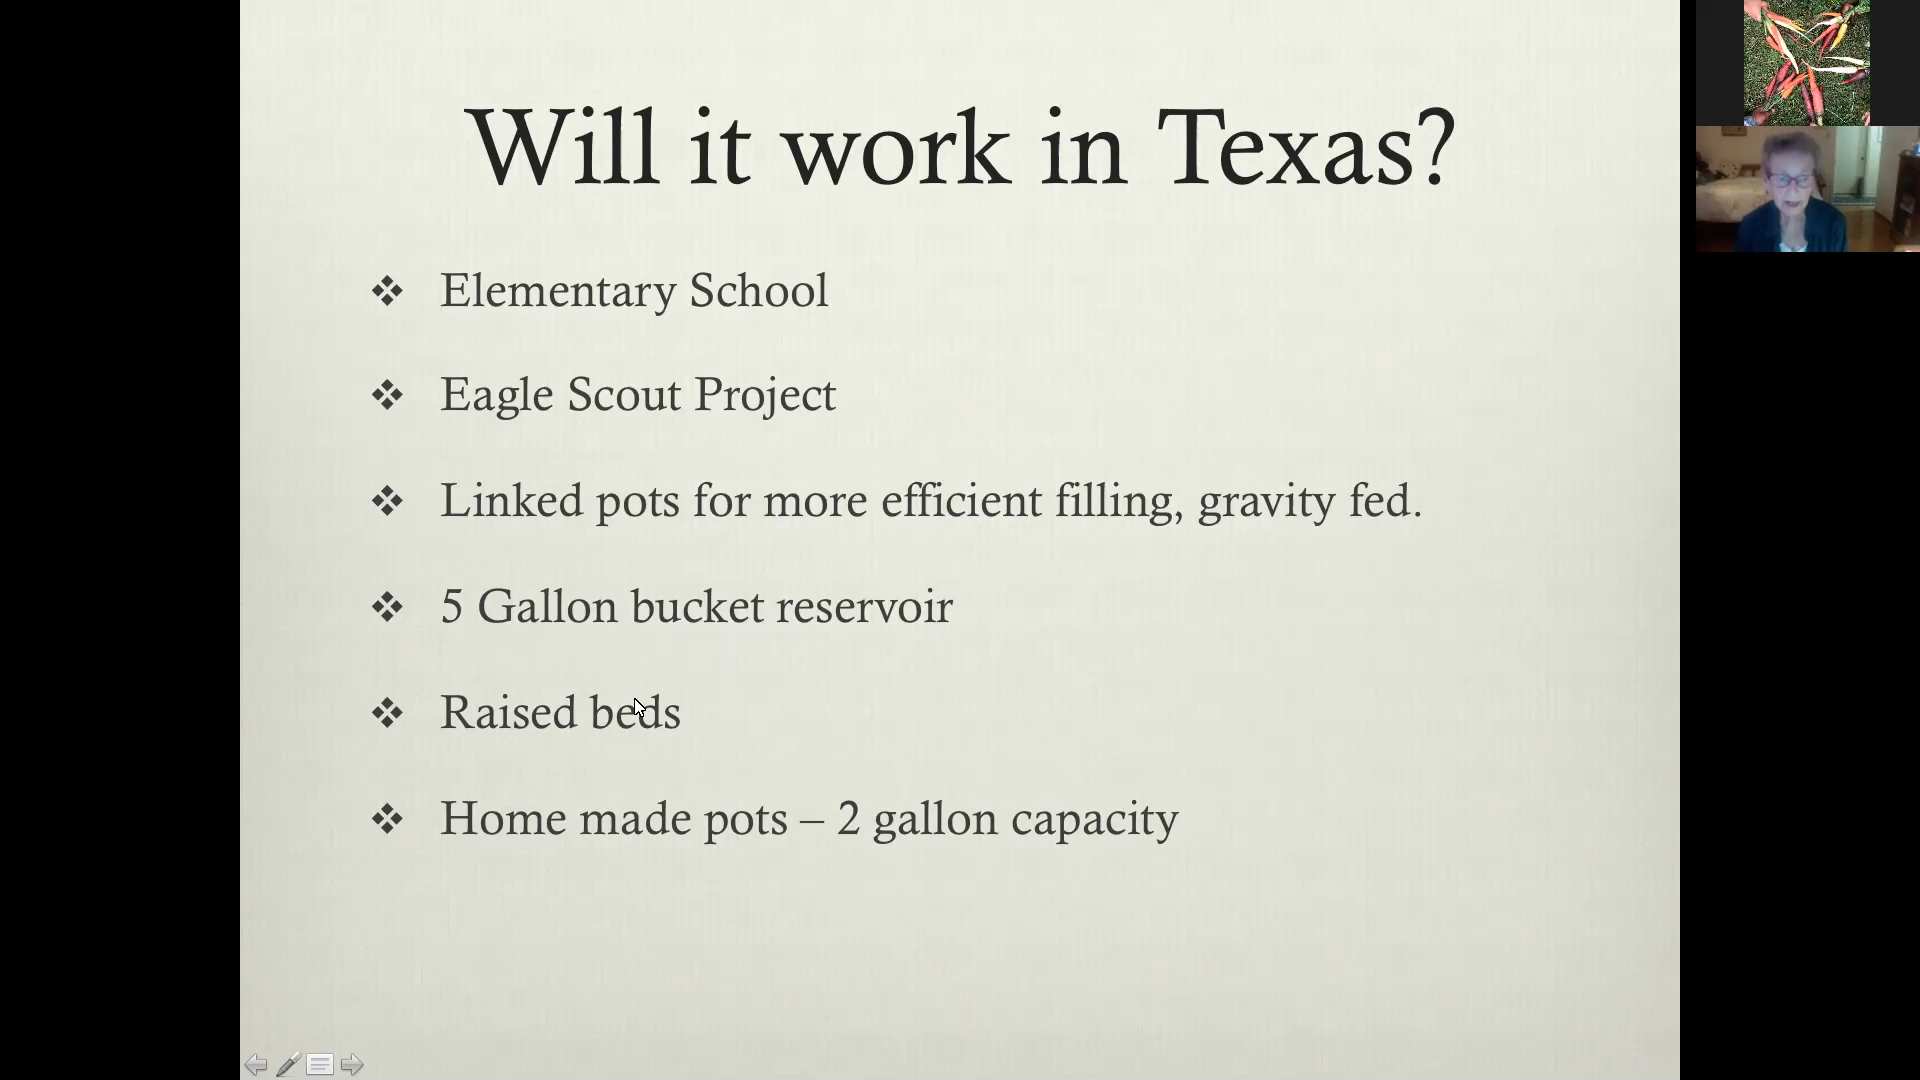 Will it work in Texas?
Elementary School
Eagle Scout Project
Linked pots for more efficient filling, gravity fed.
5 Gallon bucket reservoir
Raised beds
Home made pots – 2 gallon capacity